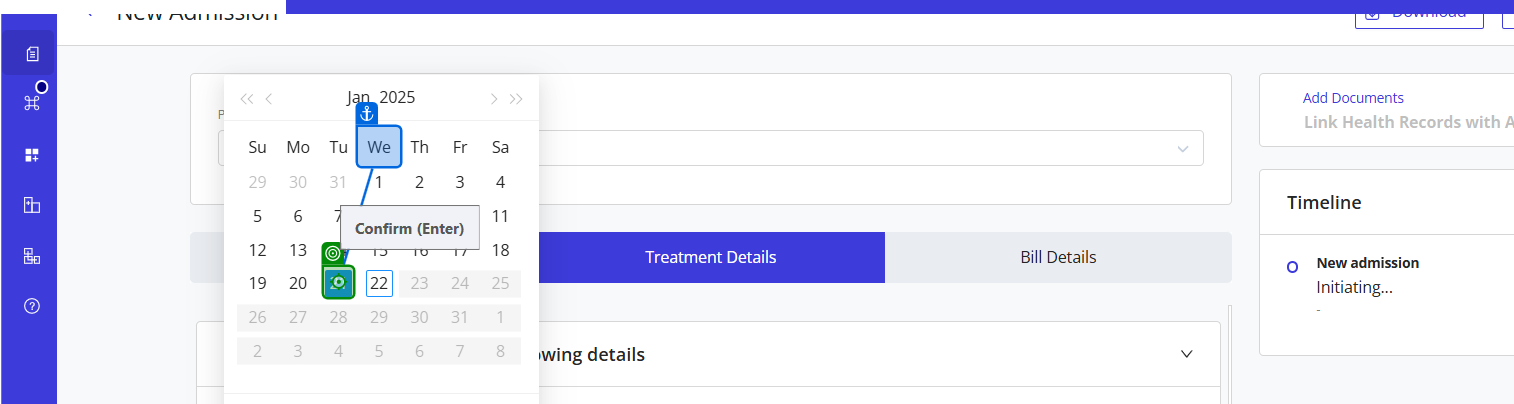 New Admission
Download
Jan 2025
Su Mo Tu We Th Fr Sa
29 30 31 1 2 3 4
5 6 7 11
12 13 15 16 17 18
19 20 22 23 24 25
26 27 28 29 30 31 1
2 3 4 5 6 7 8
Confirm (Enter)
Add Documents
Link Health Records with A
Treatment Details
Bill Details
Timeline
New admission
Initiating...
-
owing details